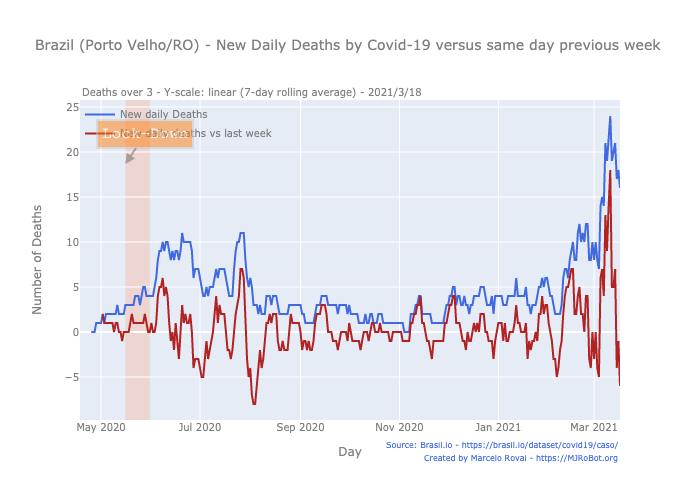 Brazil (Porto Velho/RO) - New Daily Deaths by Covid-19 versus same day previous week
Deaths over 3 - Y-scale: linear (7-day rolling average) - 2021/3/18
New daily Deaths
deaths vs last week
Lock-Down
25
20
15
10
5
0
−5
Number of Deaths
May 2020
Jul 2020
Sep 2020
Nov 2020
Jan 2021
Mar 2021
Day
Source: Brasil.io - https://brasil.io/dataset/covid19/caso/
Created by Marcelo Rovai - https://MJRoBot.org